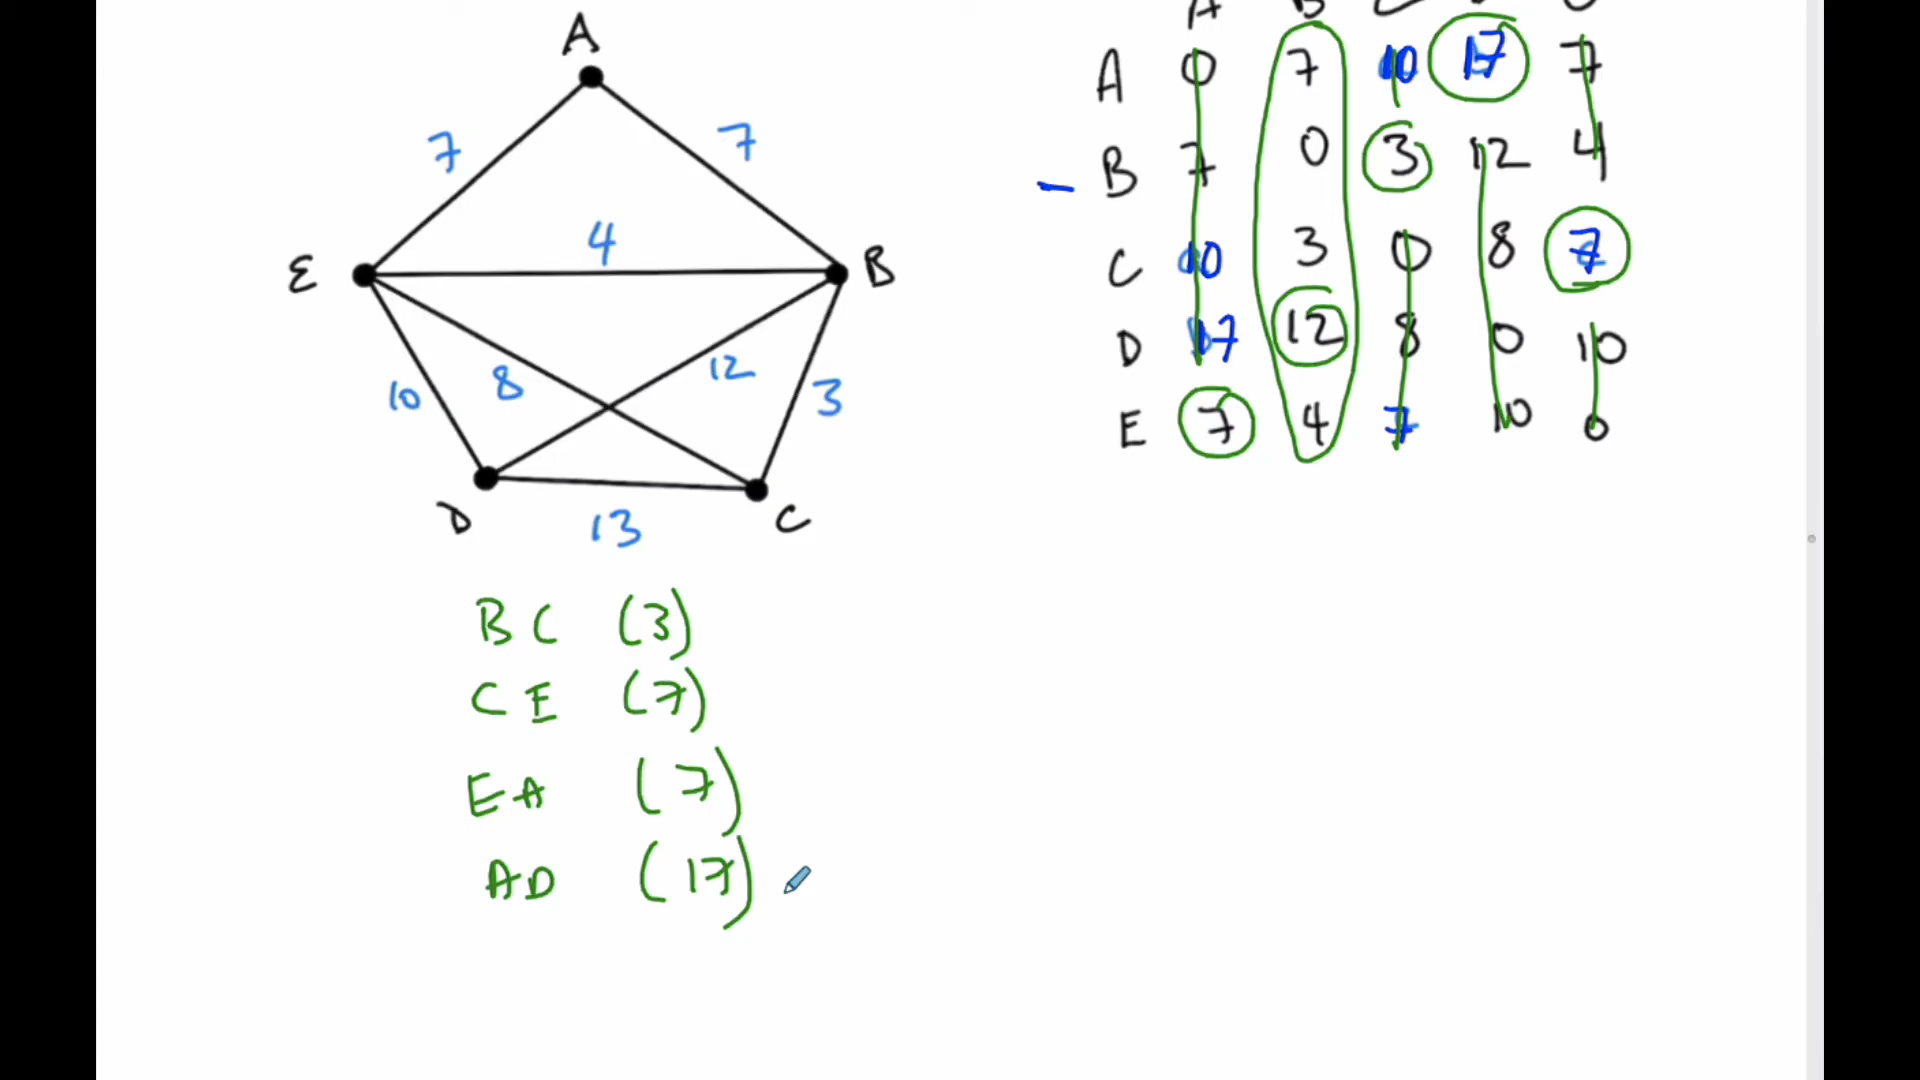 A
7 7
E 4 B
10 8 12 3
D C
13
BC (3)
CE (7)
EA (7)
AD (17)
A B
A 0 7 10 17 7
B 7 0 3 12 4
C 10 3 0 8 7
D 17 12 8 0 10
E 7 4 7 10 0